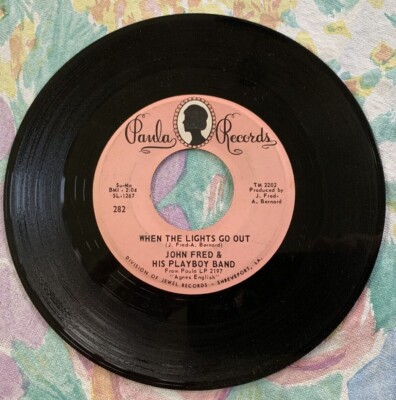 Paula Records
Su-Ma
BMI - 2:06
SL-1267
282
TM 2202
Produced by
J. Fred-
A. Bernard
WHEN THE LIGHTS GO OUT
(J. Fred-A. Bernard)
JOHN FRED &
HIS PLAYBOY BAND
From Paula LP 2197
"Agnes English"
DIVISION OF JEWEL RECORDS - SHREVEPORT, LA.